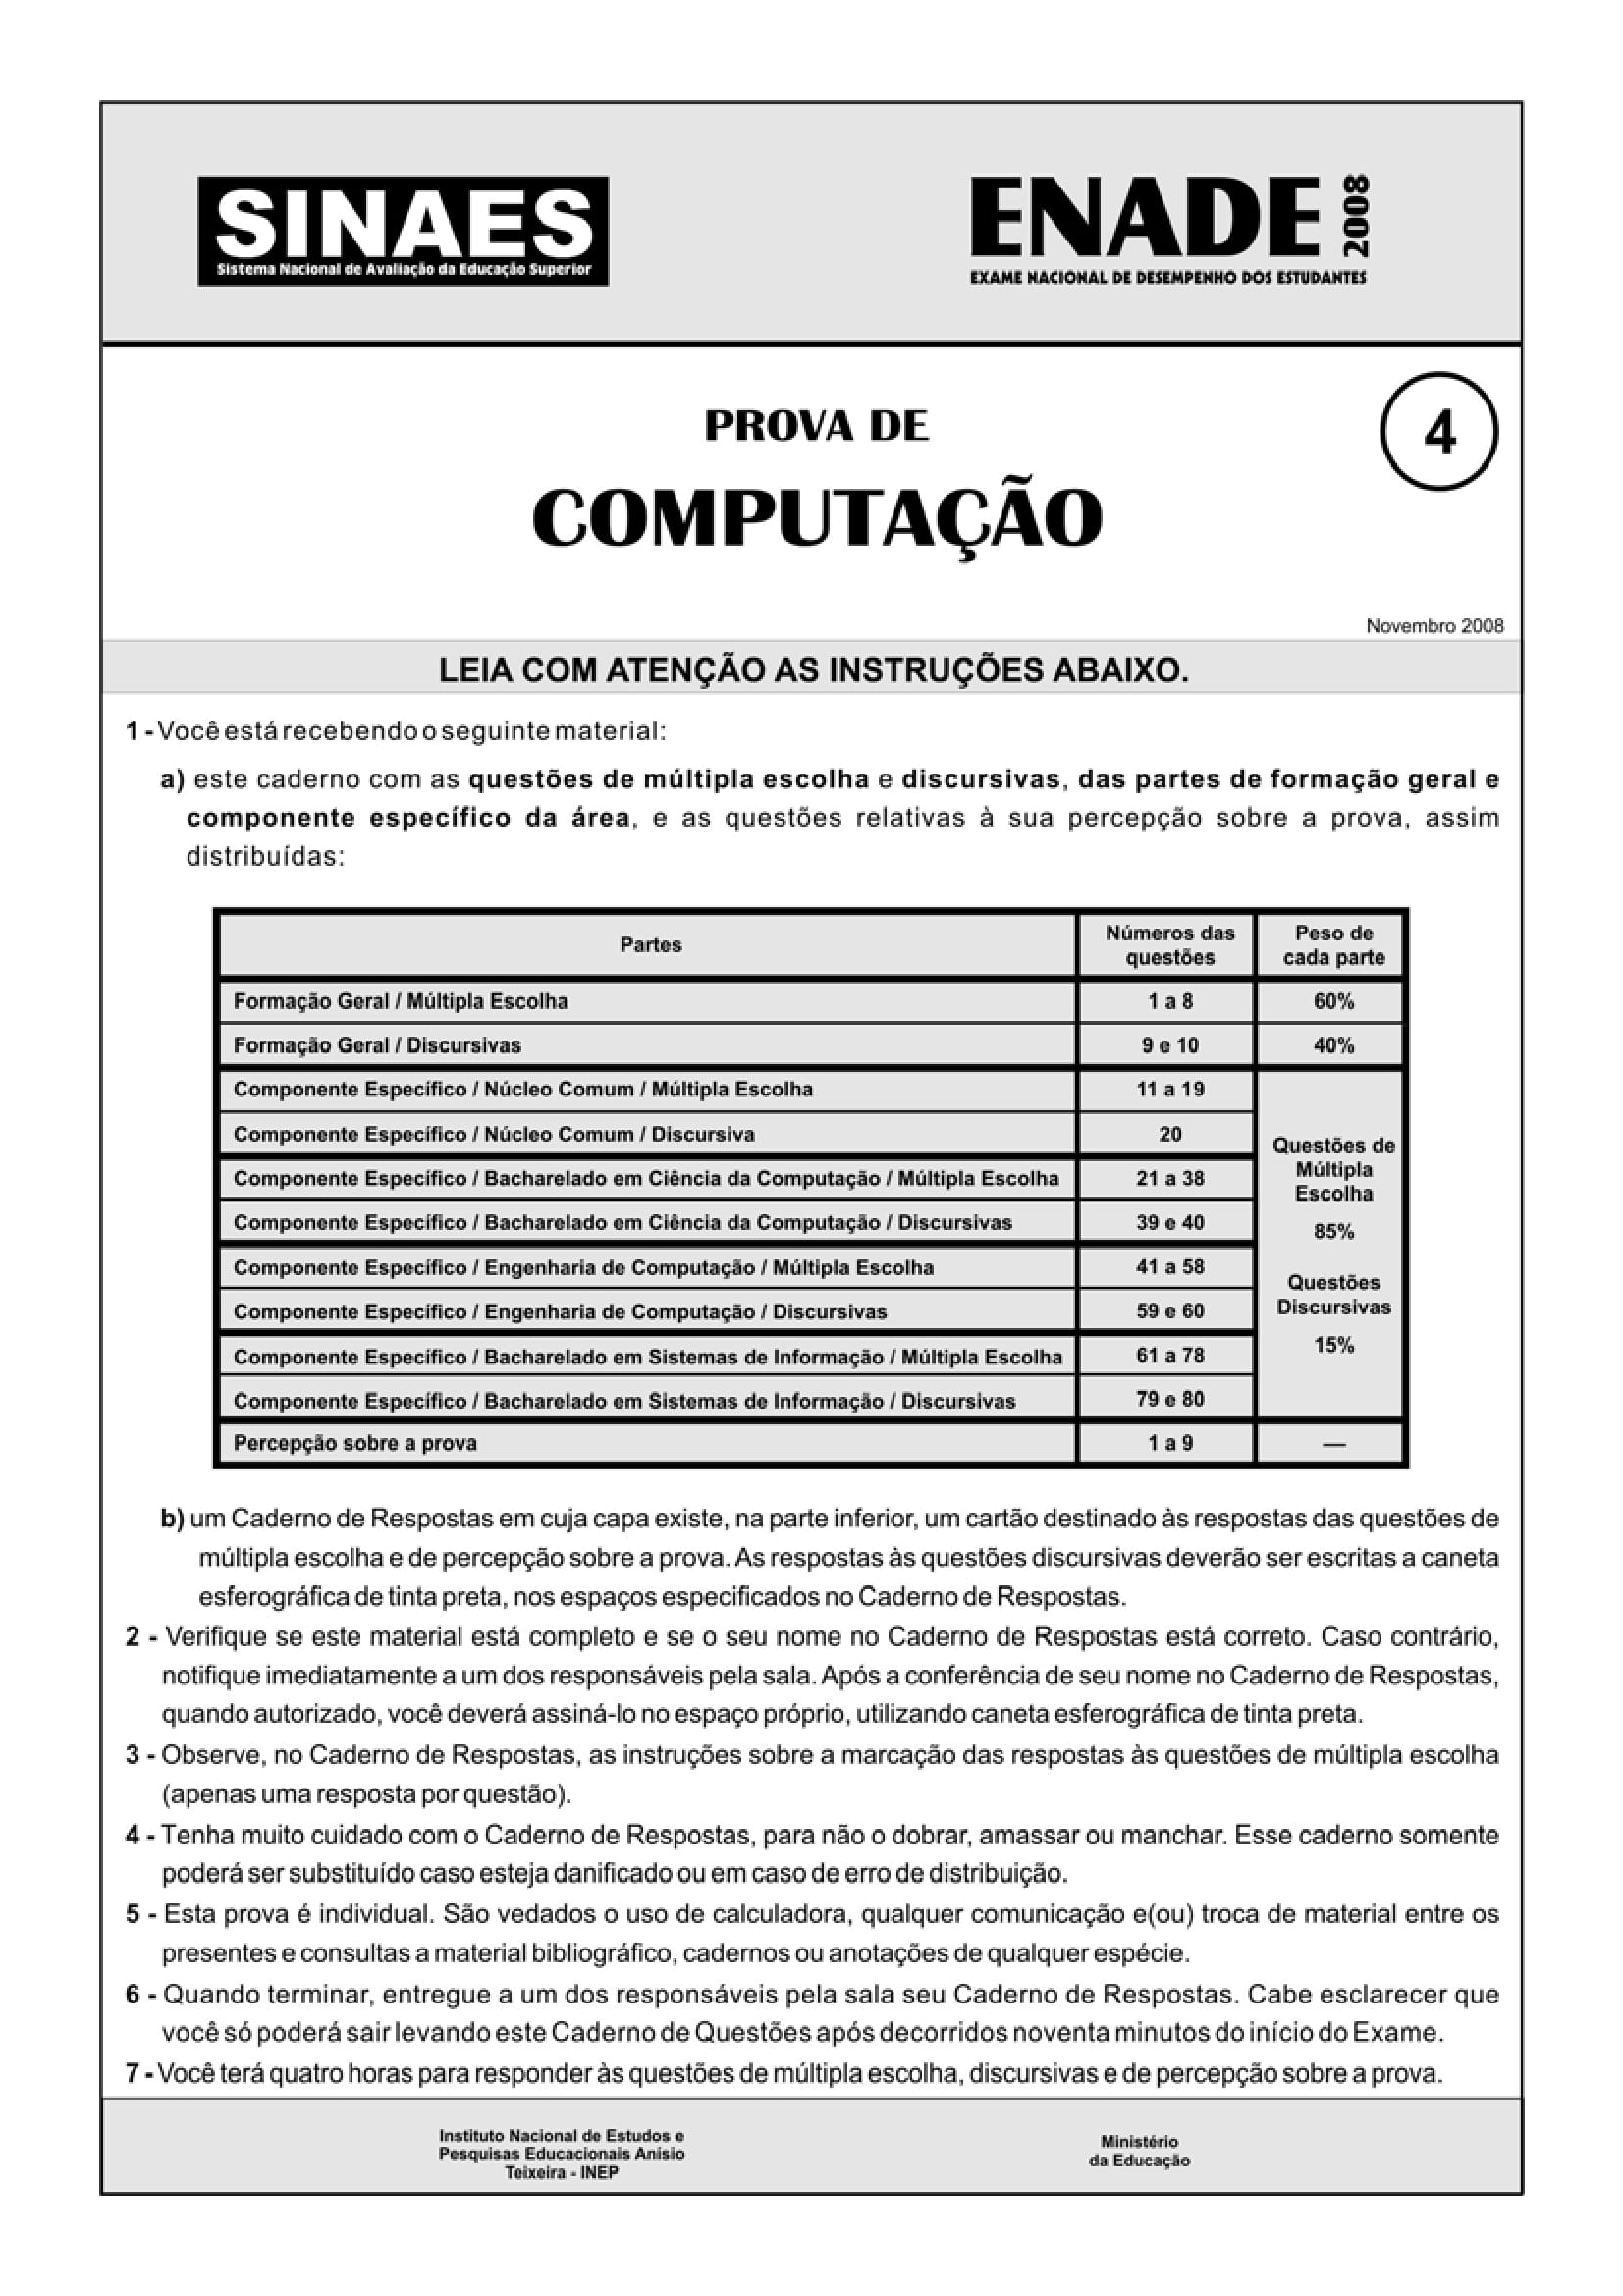 SINAES
Sistema Nacional de Avaliação da Educação Superior
ENADE 2008
EXAME NACIONAL DE DESEMPENHO DOS ESTUDANTES
PROVA DE
COMPUTAÇÃO
4
Novembro 2008
LEIA COM ATENÇÃO AS INSTRUÇÕES ABAIXO.
1 - Você está recebendo o seguinte material:
a) este caderno com as questões de múltipla escolha e discursivas, das partes de formação geral e
componente específico da área, e as questões relativas à sua percepção sobre a prova, assim
distribuídas:
Partes
Números das
questões
Peso de
cada parte
Formação Geral / Múltipla Escolha
1 a 8
60%
Formação Geral / Discursivas
9 e 10
40%
Componente Específico / Núcleo Comum / Múltipla Escolha
11 a 19
Componente Específico / Núcleo Comum / Discursiva
20
Componente Específico / Bacharelado em Ciência da Computação / Múltipla Escolha
21 a 38
Componente Específico / Bacharelado em Ciência da Computação / Discursivas
39 e 40
Componente Específico / Engenharia de Computação / Múltipla Escolha
41 a 58
Componente Específico / Engenharia de Computação / Discursivas
59 e 60
Componente Específico / Bacharelado em Sistemas de Informação / Múltipla Escolha
61 a 78
Componente Específico / Bacharelado em Sistemas de Informação / Discursivas
79 e 80
Questões de
Múltipla
Escolha
85%
Questões
Discursivas
15%
Percepção sobre a prova
1 a 9
—
b) um Caderno de Respostas em cuja capa existe, na parte inferior, um cartão destinado às respostas das questões de
múltipla escolha e de percepção sobre a prova. As respostas às questões discursivas deverão ser escritas a caneta
esferográfica de tinta preta, nos espaços especificados no Caderno de Respostas.
2 - Verifique se este material está completo e se o seu nome no Caderno de Respostas está correto. Caso contrário,
notifique imediatamente a um dos responsáveis pela sala. Após a conferência de seu nome no Caderno de Respostas,
quando autorizado, você deverá assiná-lo no espaço próprio, utilizando caneta esferográfica de tinta preta.
3 - Observe, no Caderno de Respostas, as instruções sobre a marcação das respostas às questões de múltipla escolha
(apenas uma resposta por questão).
4 - Tenha muito cuidado com o Caderno de Respostas, para não o dobrar, amassar ou manchar. Esse caderno somente
poderá ser substituído caso esteja danificado ou em caso de erro de distribuição.
5 - Esta prova é individual. São vedados o uso de calculadora, qualquer comunicação e(ou) troca de material entre os
presentes e consultas a material bibliográfico, cadernos ou anotações de qualquer espécie.
6 - Quando terminar, entregue a um dos responsáveis pela sala seu Caderno de Respostas. Cabe esclarecer que
você só poderá sair levando este Caderno de Questões após decorridos noventa minutos do início do Exame.
7 - Você terá quatro horas para responder às questões de múltipla escolha, discursivas e de percepção sobre a prova.
Instituto Nacional de Estudos e
Pesquisas Educacionais Anísio
Teixeira - INEP
Ministério
da Educação